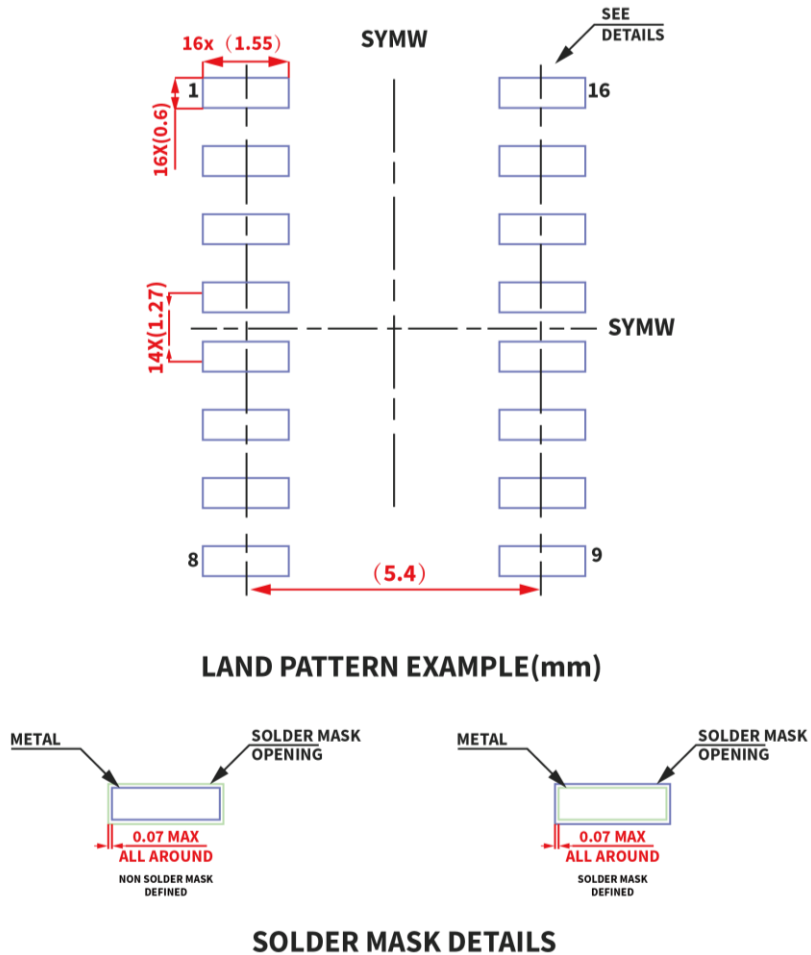 SEE
DETAILS
SYMW
16x（1.55）
1
16
16X(0.6)
14X(1.27)
SYMW
8
9
（5.4）
LAND PATTERN EXAMPLE(mm)
METAL
SOLDER MASK
OPENING
0.07 MAX
ALL AROUND
NON SOLDER MASK
DEFINED
METAL
SOLDER MASK
OPENING
0.07 MAX
ALL AROUND
SOLDER MASK
DEFINED
SOLDER MASK DETAILS